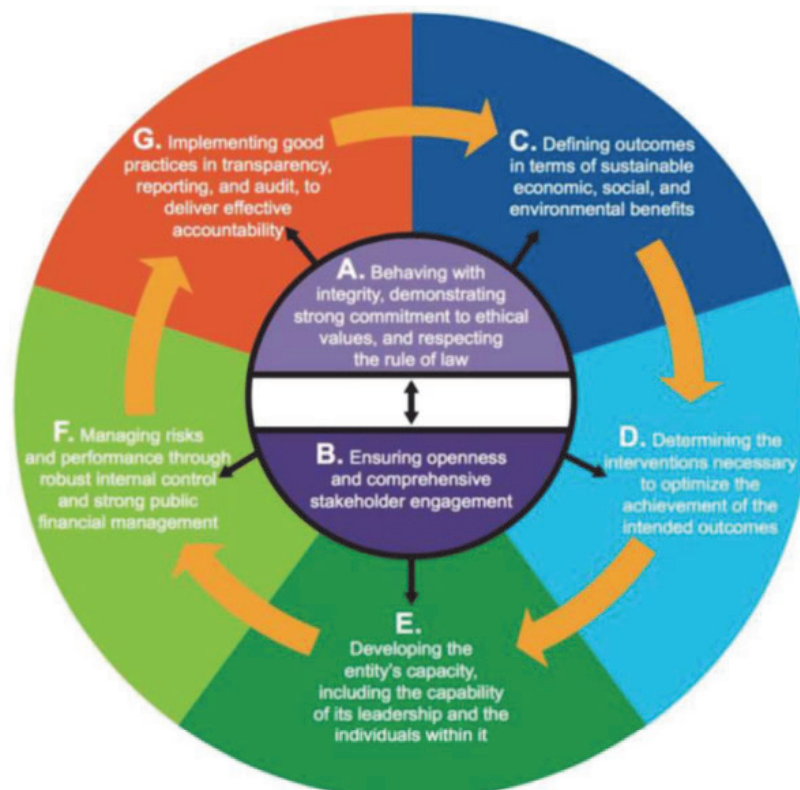 G. Implementing good
practices in transparency,
reporting, and audit, to
deliver effective
accountability
C. Defining outcomes
in terms of sustainable
economic, social, and
environmental benefits
A. Behaving with
integrity, demonstrating
strong commitment to ethical
values, and respecting
the rule of law
F. Managing risks
and performance through
robust internal control
and strong public
financial management
B. Ensuring openness
and comprehensive
stakeholder engagement
D. Determining the
interventions necessary
to optimize the
achievement of the
intended outcomes
E.
Developing the
entity's capacity,
including the capability
of its leadership and the
individuals within it